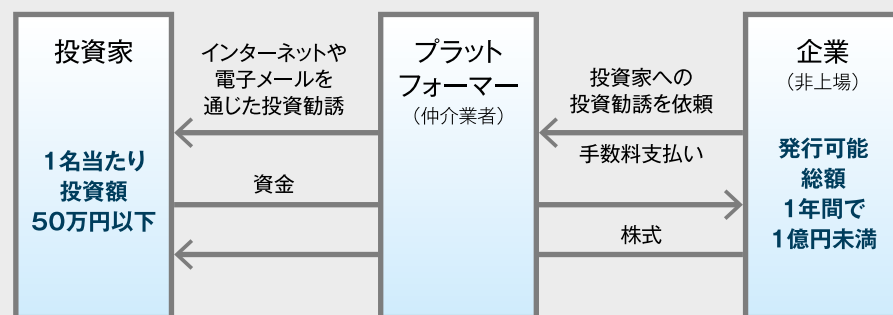 投資家
1名当たり
投資額
50万円以下
インターネットや
電子メールを
通じた投資勧誘
資金
プラット
フォーマー
（仲介業者）
投資家への
投資勧誘を依頼
手数料支払い
株式
企業
（非上場）
発行可能
総額
1年間で
1億円未満